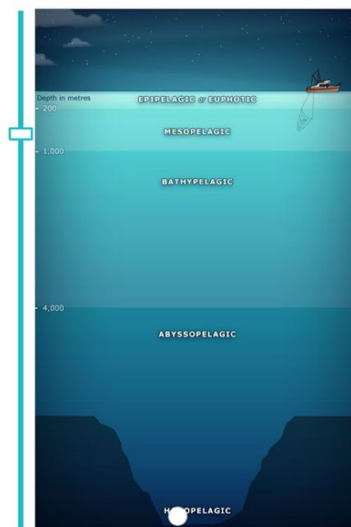 EPIPELAGIC or EUPHOTIC
Depth in metres
200
MESOPELAGIC
1,000
BATHYPELAGIC
4,000
ABYSSOPELAGIC